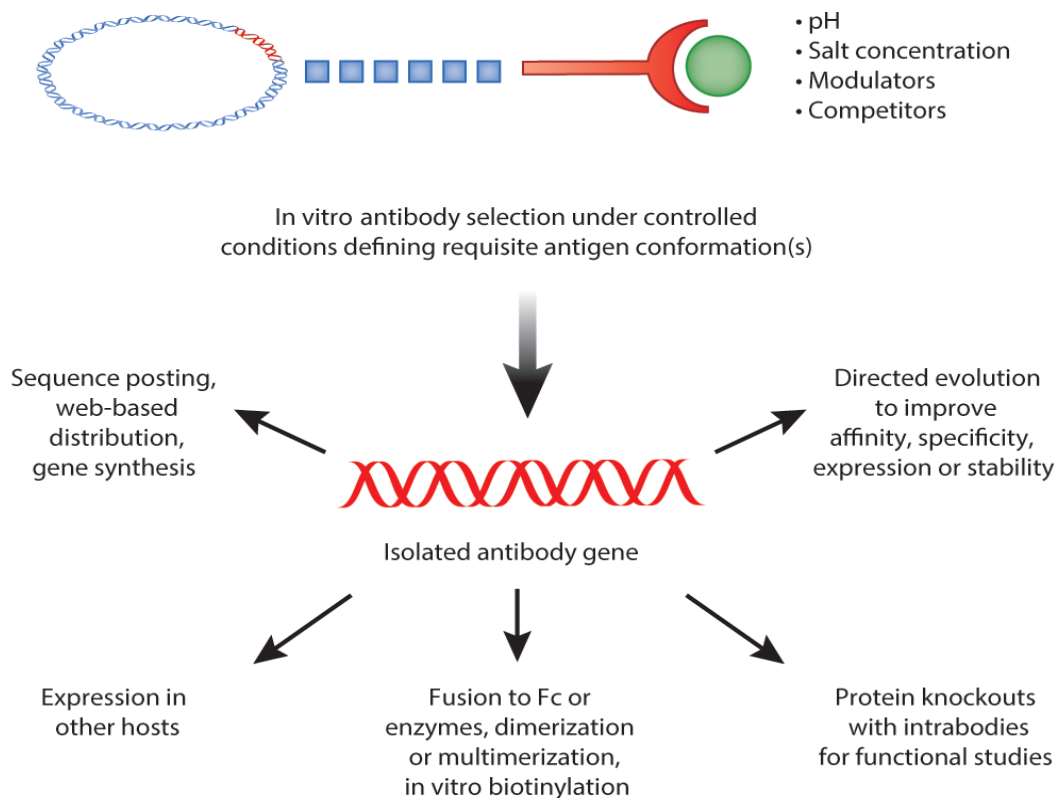 • pH
• Salt concentration
• Modulators
• Competitors
In vitro antibody selection under controlled
conditions defining requisite antigen conformation(s)
Sequence posting,
web-based
distribution,
gene synthesis
Directed evolution
to improve
affinity, specificity,
expression or stability
Isolated antibody gene
Expression in
other hosts
Fusion to Fc or
enzymes, dimerization
or multimerization,
in vitro biotinylation
Protein knockouts
with intrabodies
for functional studies